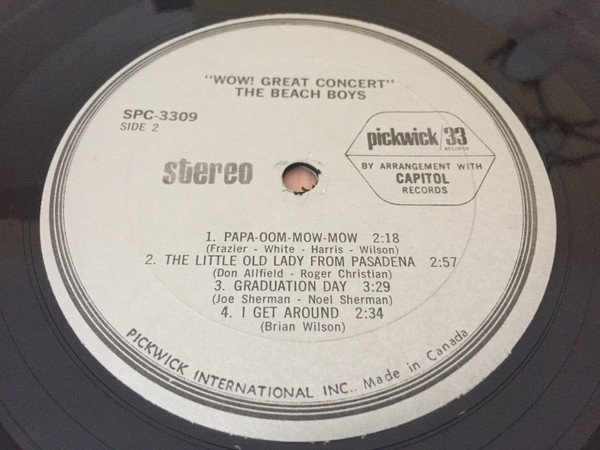 "WOW! GREAT CONCERT"
THE BEACH BOYS
SPC-3309
SIDE 2
stereo
pickwick/33
RECORDS
BY ARRANGEMENT WITH
CAPITOL
RECORDS
1. PAPA-OOM-MOW-MOW 2:18
(Frazier - White - Harris - Wilson)
2. THE LITTLE OLD LADY FROM PASADENA 2:57
(Don Allfield - Roger Christian)
3. GRADUATION DAY 3:29
(Joe Sherman - Noel Sherman)
4. I GET AROUND 2:34
(Brian Wilson)
PICKWICK INTERNATIONAL INC., Made in Canada